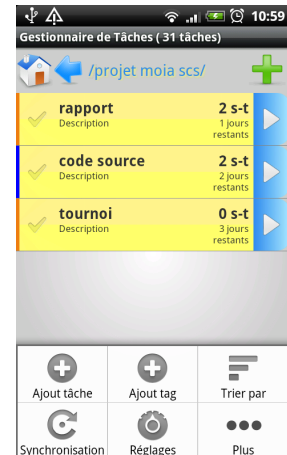 10:59
Gestionnaire de Tâches ( 31 tâches)
/projet moia scs/
rapport 2 s-t
Description 1 jours
restants
code source 2 s-t
Description 2 jours
restants
tournoi 0 s-t
Description 3 jours
restants
Ajout tâche Ajout tag Trier par
Synchronisation Réglages Plus